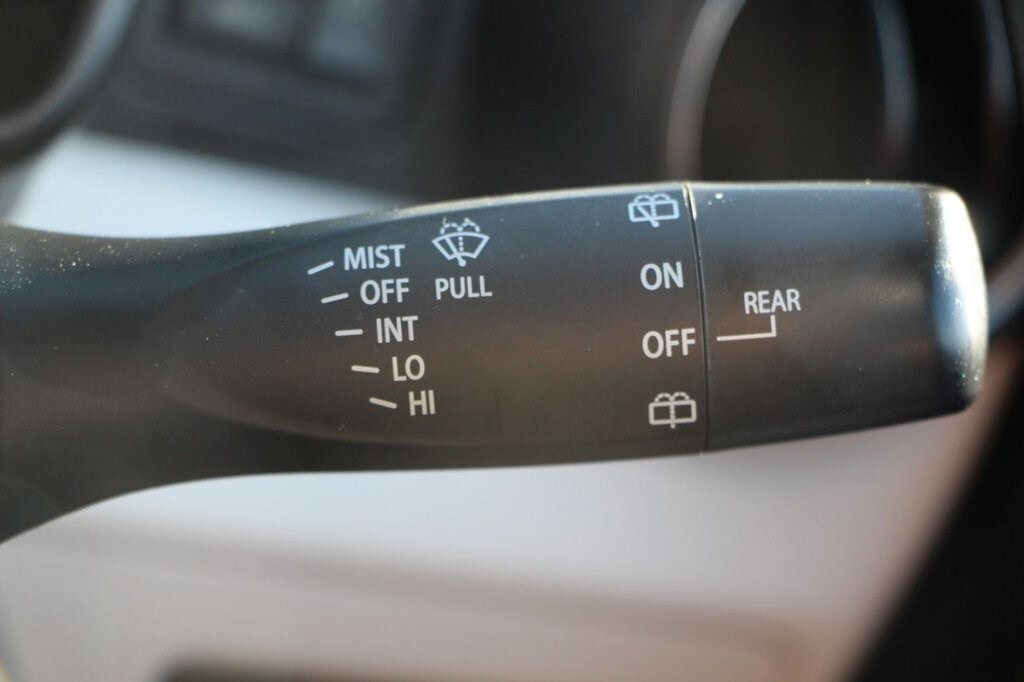 MIST
OFF
INT
LO
HI
PULL
ON
OFF
REAR